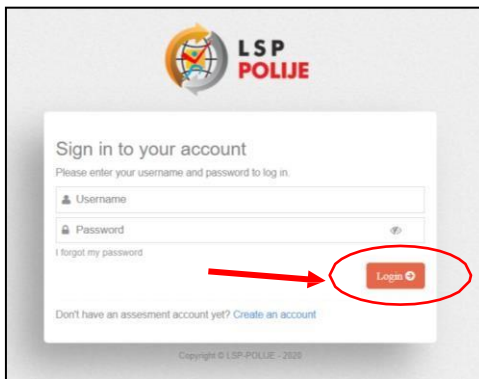 LSP
POLIJE
Sign in to your account
Please enter your username and password to log in.
Username
Password
I forgot my password
Login
Don't have an assesment account yet? Create an account
Copyright © LSP-POLIJE - 2020